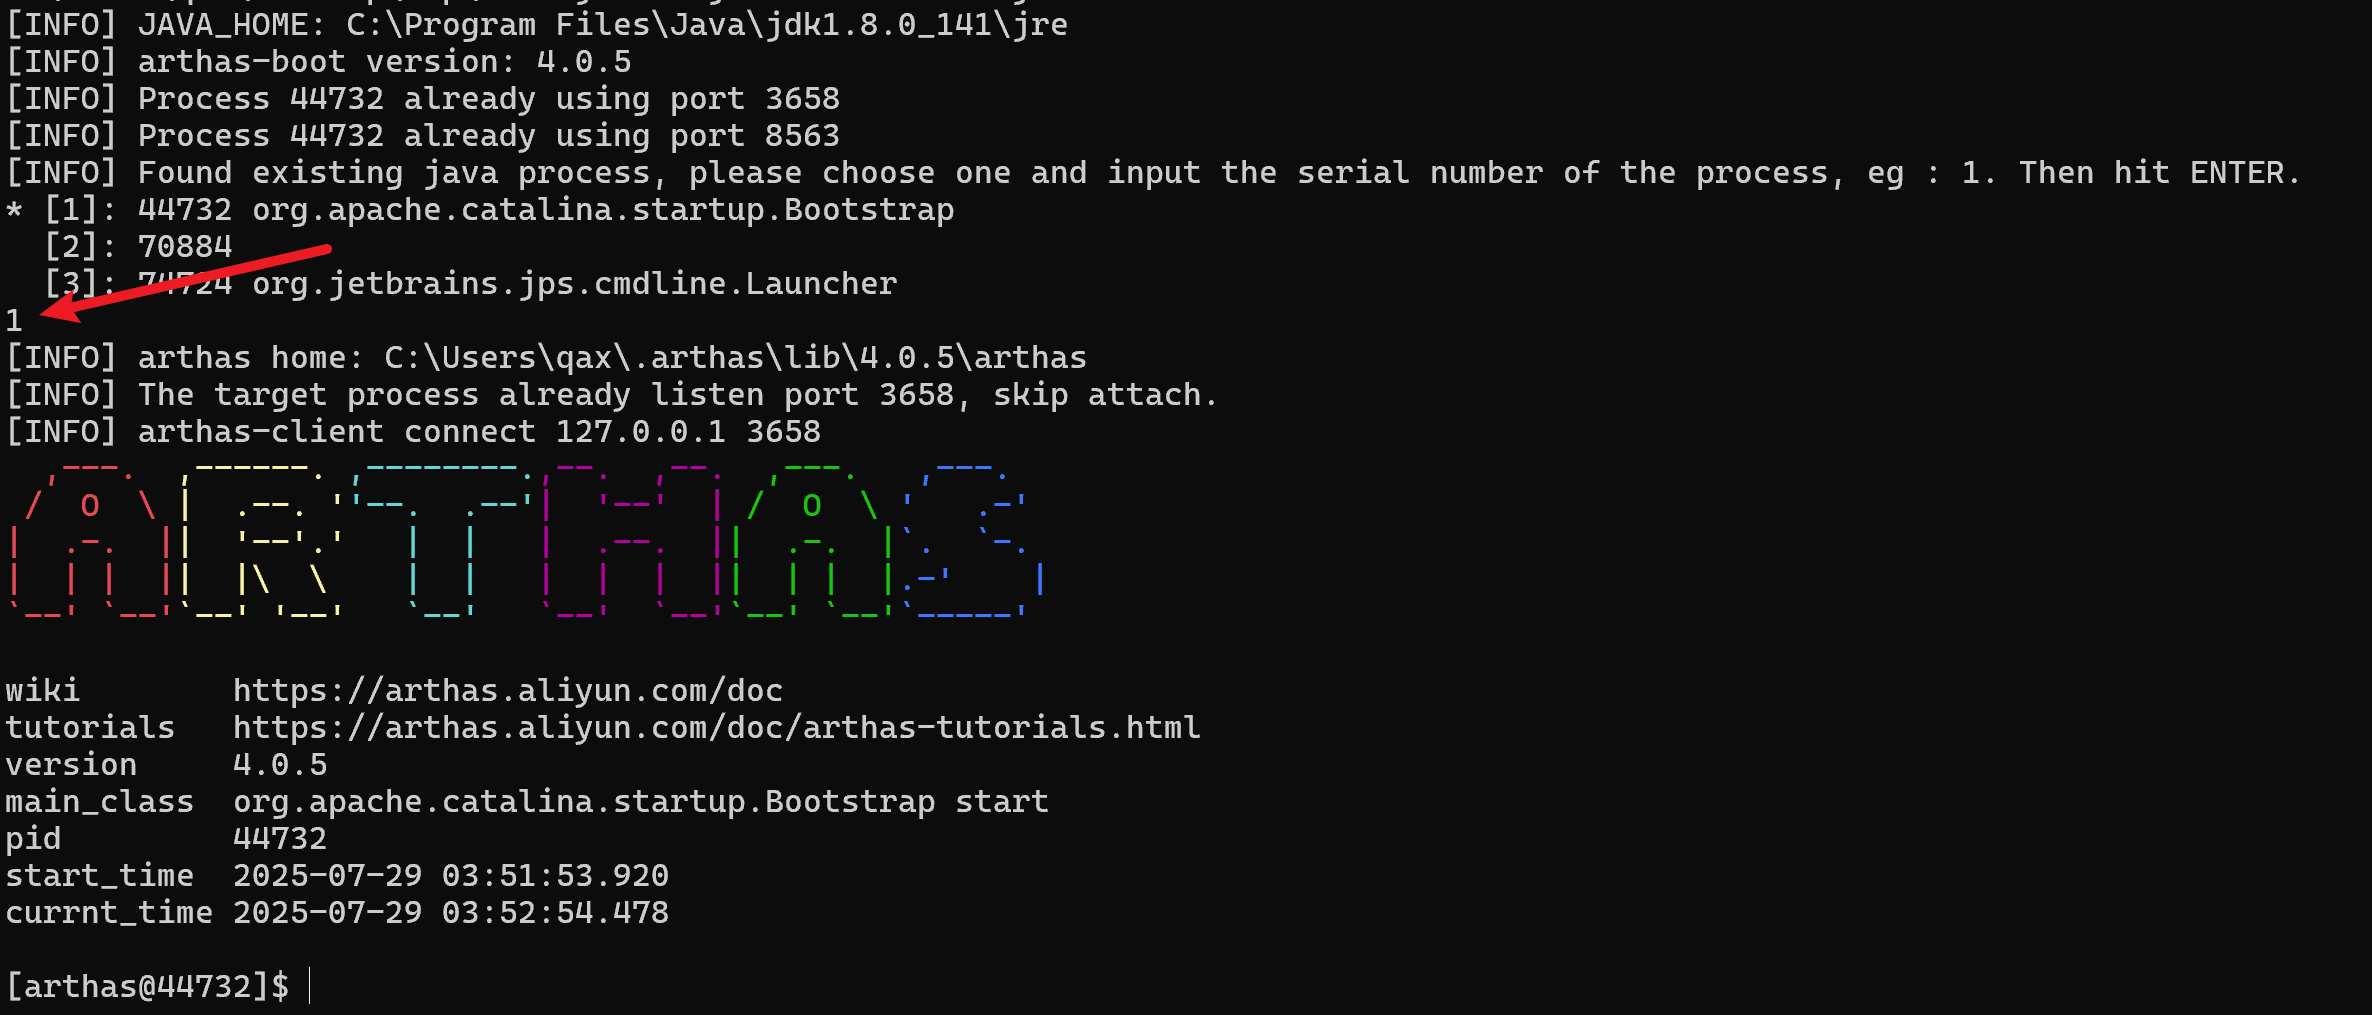 [INFO] JAVA_HOME: C:\Program Files\Java\jdk1.8.0_141\jre
[INFO] arthas-boot version: 4.0.5
[INFO] Process 44732 already using port 3658
[INFO] Process 44732 already using port 8563
[INFO] Found existing java process, please choose one and input the serial number of the process, eg : 1. Then hit ENTER.
* [1]: 44732 org.apache.catalina.startup.Bootstrap
  [2]: 70884
  [3]: 74724 org.jetbrains.jps.cmdline.Launcher
1
[INFO] arthas home: C:\Users\qax\.arthas\lib\4.0.5\arthas
[INFO] The target process already listen port 3658, skip attach.
[INFO] arthas-client connect 127.0.0.1 3658
ARTHAS
wiki https://arthas.aliyun.com/doc
tutorials https://arthas.aliyun.com/doc/arthas-tutorials.html
version 4.0.5
main_class org.apache.catalina.startup.Bootstrap start
pid 44732
start_time 2025-07-29 03:51:53.920
currnt_time 2025-07-29 03:52:54.478
[arthas@44732]$